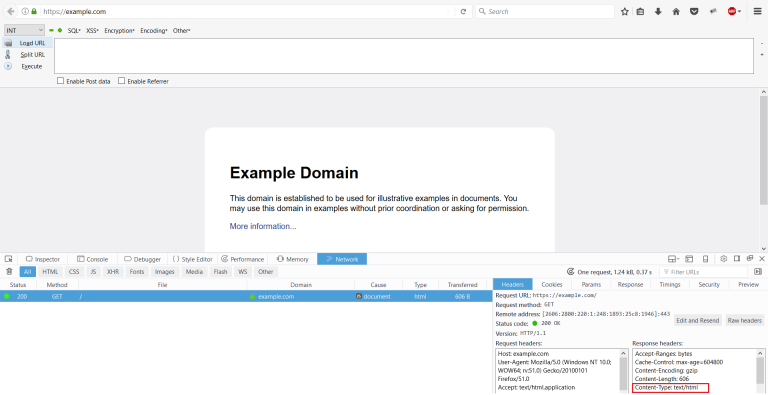 https://example.com
Search
INT
SQL▾ XSS▾ Encryption▾ Encoding▾ Other▾
Load URL
Split URL
Execute
Enable Post data Enable Referrer
Example Domain
This domain is established to be used for illustrative examples in documents. You
may use this domain in examples without prior coordination or asking for permission.
More information...
Inspector Console Debugger { } Style Editor Performance Memory Network
All HTML CSS JS XHR Fonts Images Media Flash WS Other One request, 1.24 kB, 0.37 s Filter URLs
Status Method File Domain Cause Type Transferred
200 GET / example.com document html 606 B
Headers Cookies Params Response Timings Security Preview
Request URL: https://example.com/
Request method: GET
Remote address: [2606:2800:220:1:248:1893:25c8:1946]:443
Status code: 200 OK
Edit and Resend Raw headers
Version: HTTP/1.1
Request headers:
Host: example.com
User-Agent: Mozilla/5.0 (Windows NT 10.0;
WOW64; rv:51.0) Gecko/20100101
Firefox/51.0
Accept: text/html,application
Response headers:
Accept-Ranges: bytes
Cache-Control: max-age=604800
Content-Encoding: gzip
Content-Length: 606
Content-Type: text/html